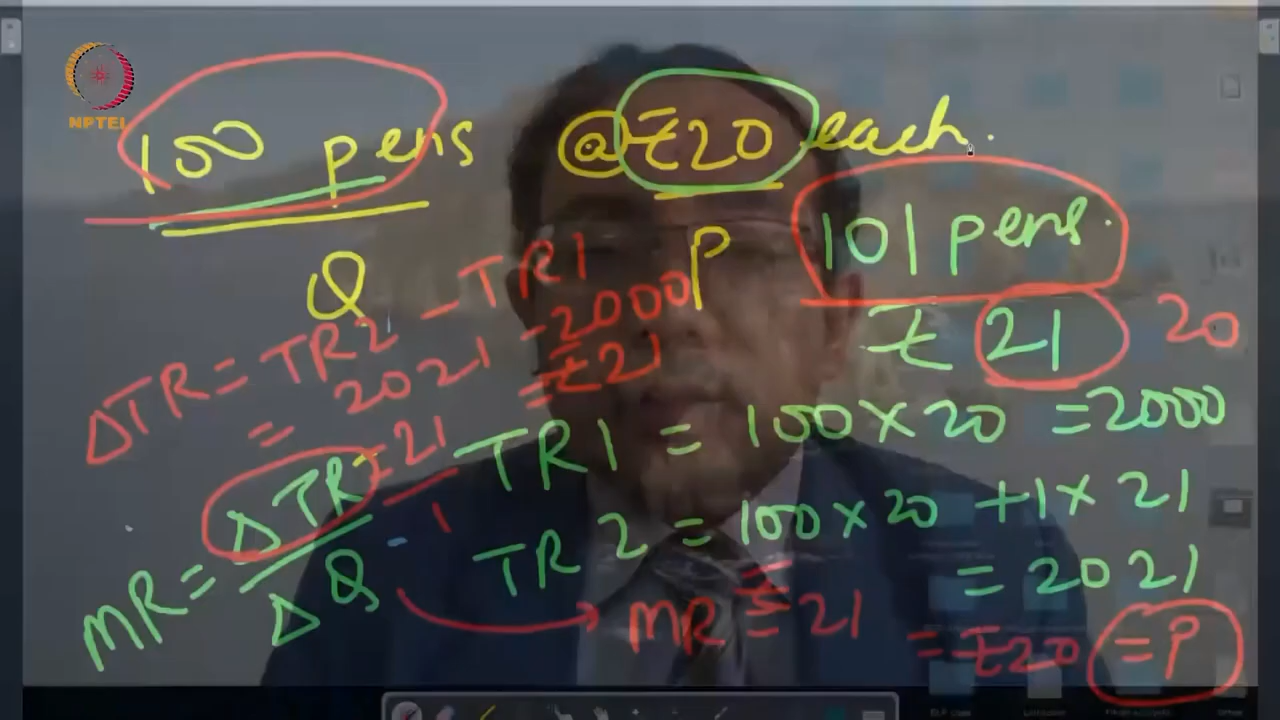 NPTEL
100 pens @ ₹20 each.
Q P 101 pens.
₹ 21 20
ΔTR = TR2 - TR1
= 2021 - 2000
= ₹21
TR1 = 100 × 20 = 2000
TR2 = 100 × 20 + 1 × 21
= 2021
MR = ΔTR / ΔQ = 21 / 1
MR = ₹ 21
= ₹20 = P